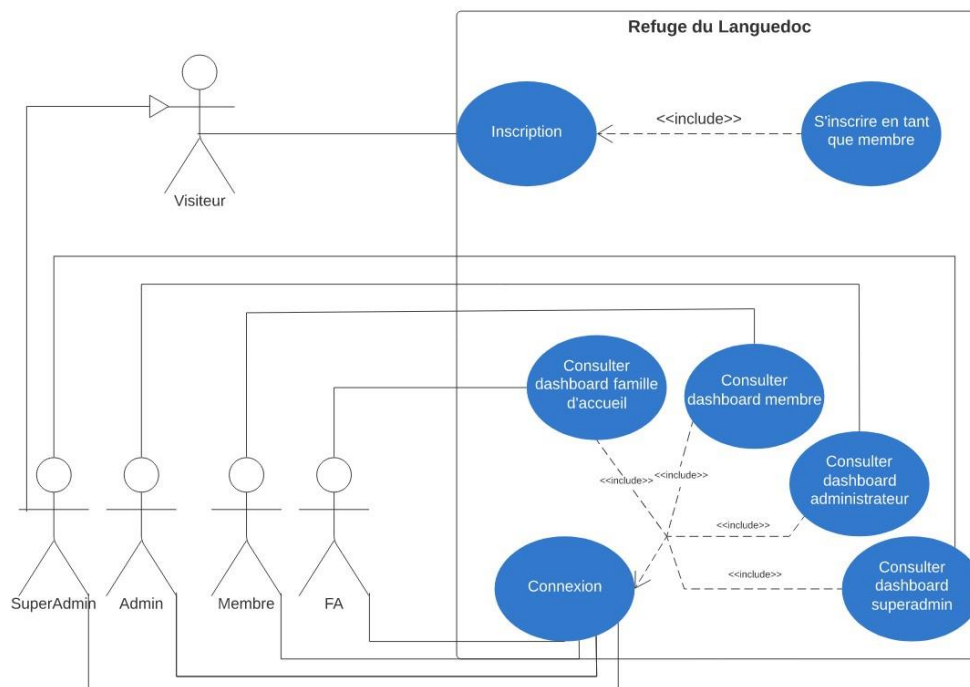 Refuge du Languedoc
Inscription
<<include>>
S'inscrire en tant
que membre
Visiteur
Consulter
dashboard famille
d'accueil
Consulter
dashboard membre
<<include>>
<<include>>
Consulter
dashboard
administrateur
<<include>>
<<include>>
Consulter
dashboard
superadmin
Connexion
SuperAdmin
Admin
Membre
FA